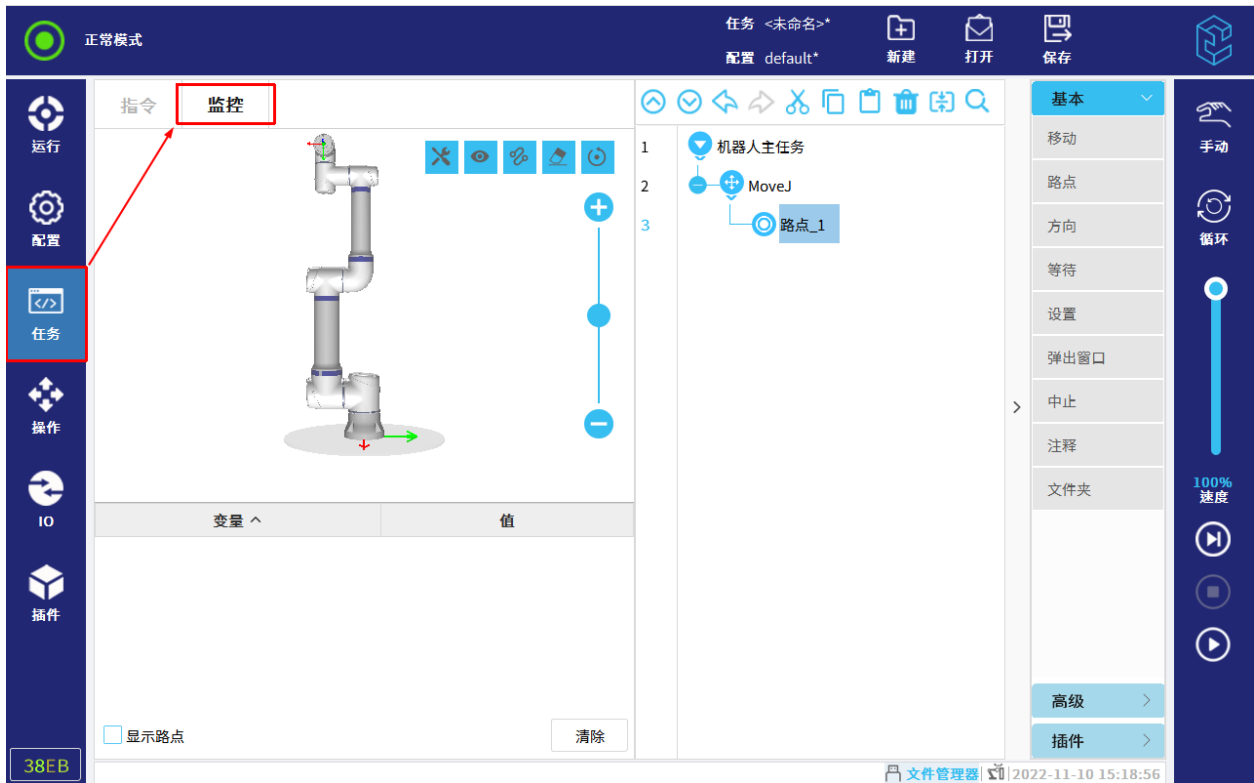 正常模式
任务 <未命名>*
配置 default*
新建
打开
保存
运行
配置
任务
操作
IO
插件
38EB
指令 监控
变量 值
显示路点
清除
1 机器人主任务
2 MoveJ
3 路点_1
基本
移动
路点
方向
等待
设置
弹出窗口
中止
注释
文件夹
高级
插件
手动
循环
100%
速度
文件管理器 2022-11-10 15:18:56